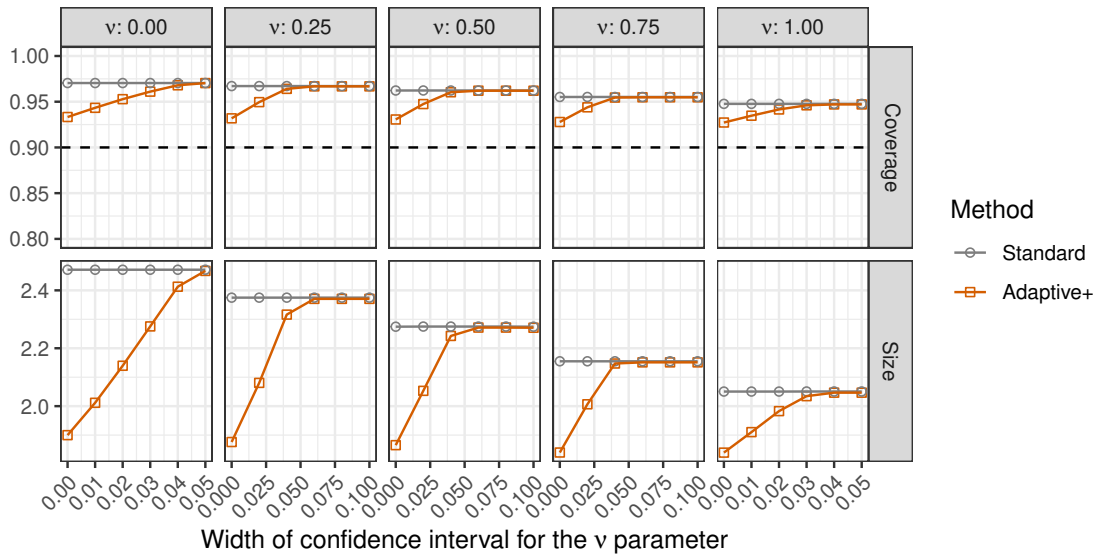 ν: 0.00 ν: 0.25 ν: 0.50 ν: 0.75 ν: 1.00
1.00
0.95
0.90
0.85
0.80
Coverage
2.4
2.2
2.0
Size
0.00 0.01 0.02 0.03 0.04 0.05 0.000 0.025 0.050 0.075 0.100 0.000 0.025 0.050 0.075 0.100 0.000 0.025 0.050 0.075 0.100 0.00 0.01 0.02 0.03 0.04 0.05
Width of confidence interval for the ν parameter
Method
Standard
Adaptive+